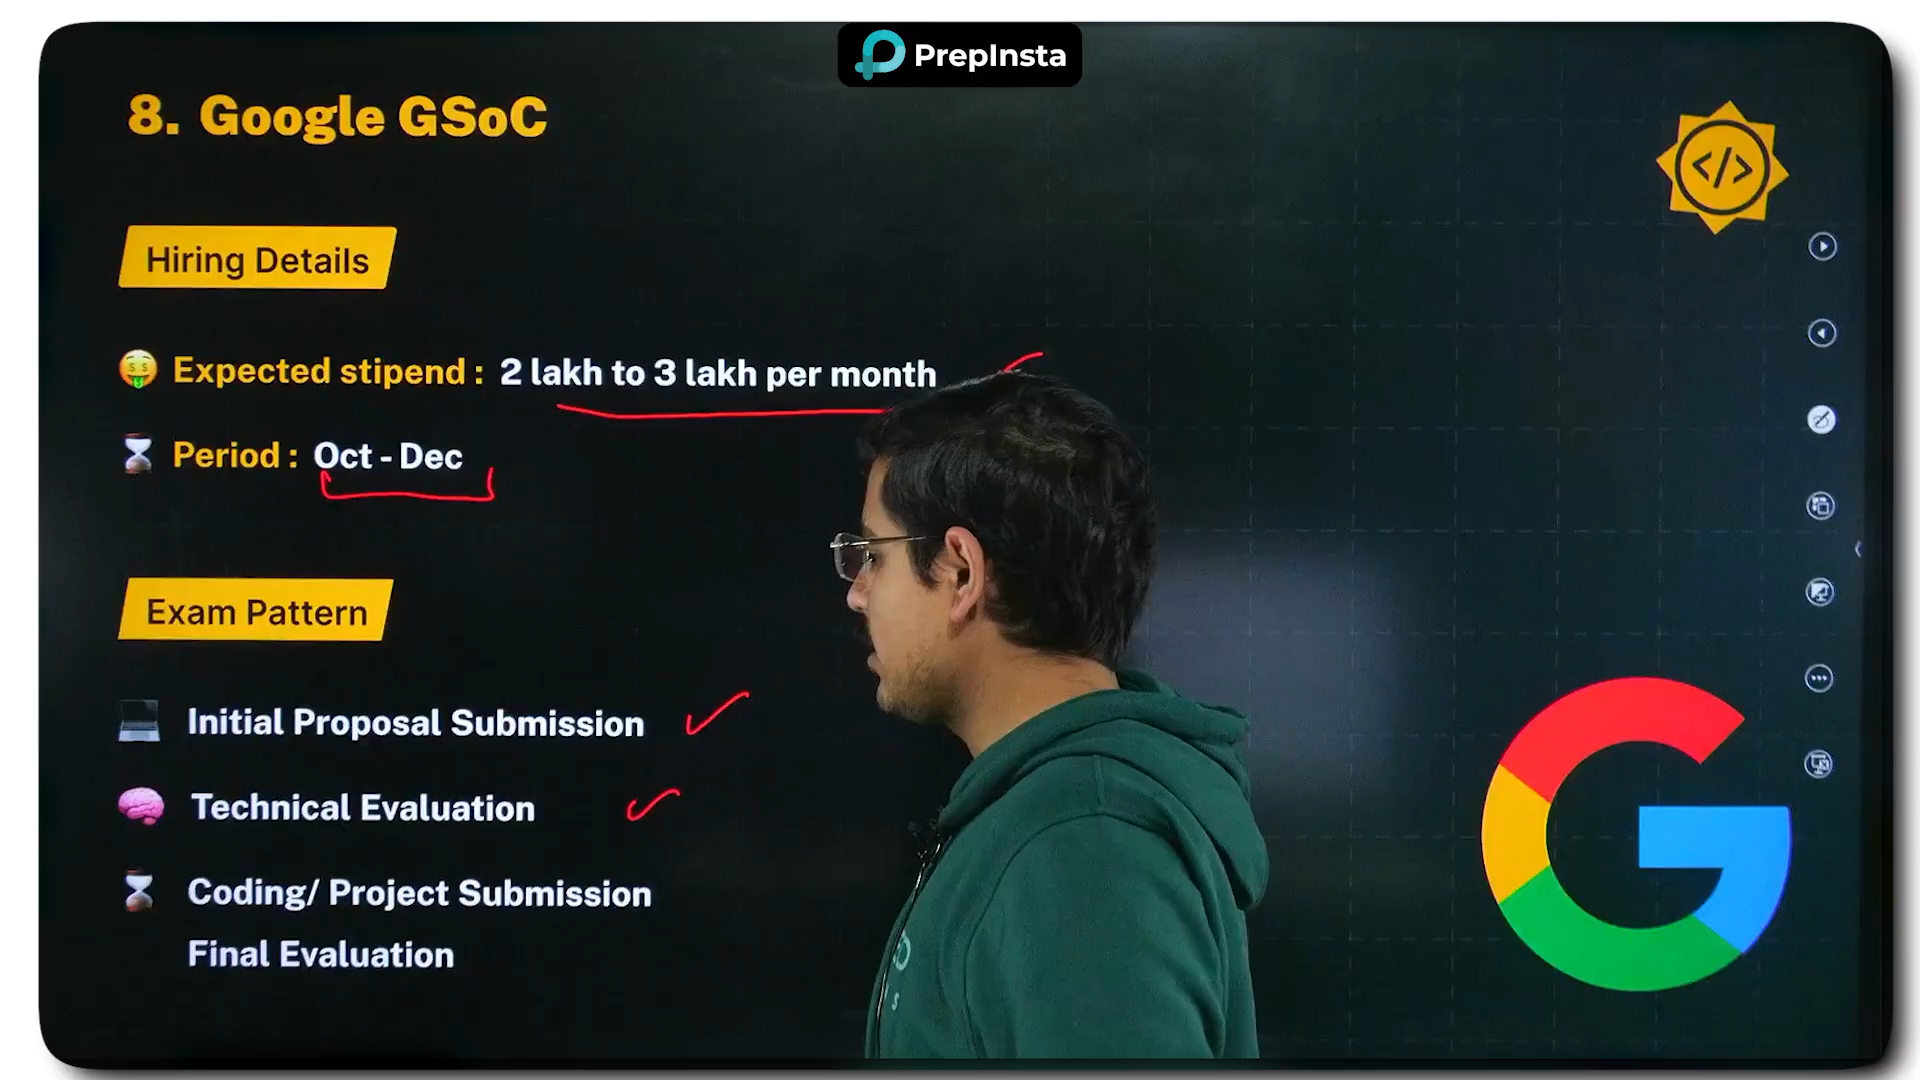 PrepInsta
8. Google GSoC
Hiring Details
Expected stipend : 2 lakh to 3 lakh per month
Period : Oct - Dec
Exam Pattern
Initial Proposal Submission
Technical Evaluation
Coding/ Project Submission
Final Evaluation